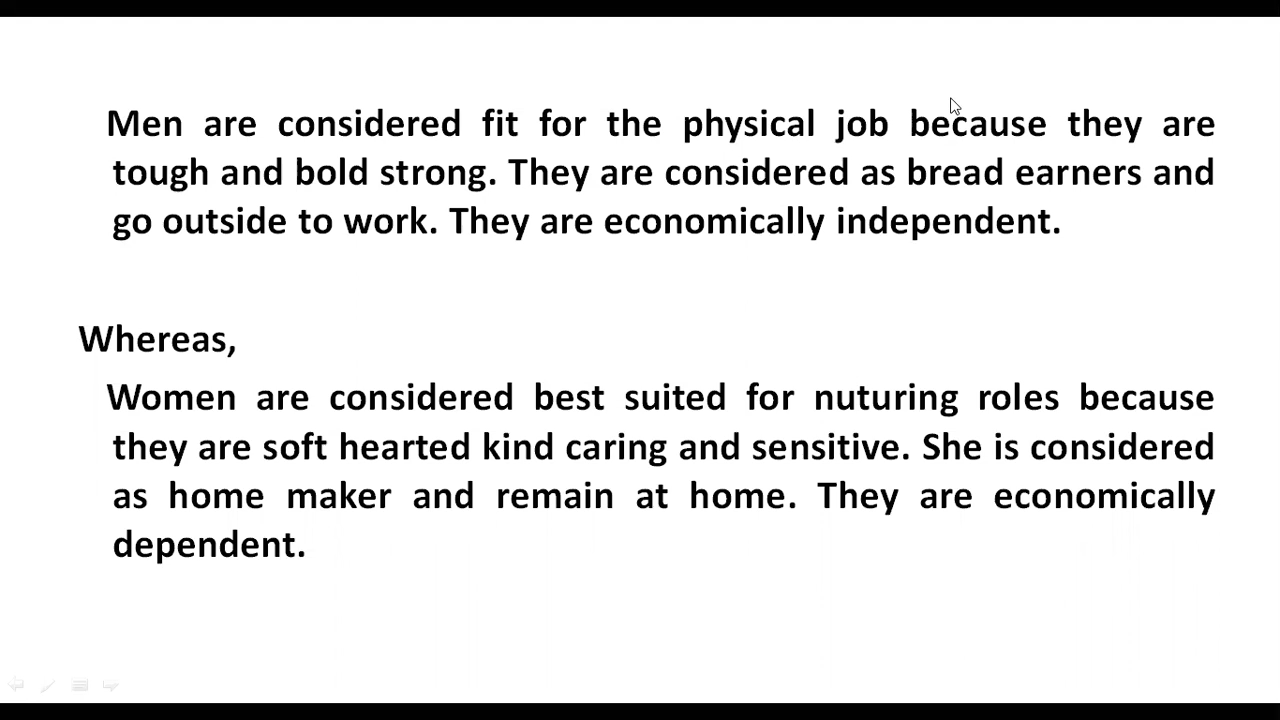 Men are considered fit for the physical job because they are
tough and bold strong. They are considered as bread earners and
go outside to work. They are economically independent.
Whereas,
Women are considered best suited for nuturing roles because
they are soft hearted kind caring and sensitive. She is considered
as home maker and remain at home. They are economically
dependent.